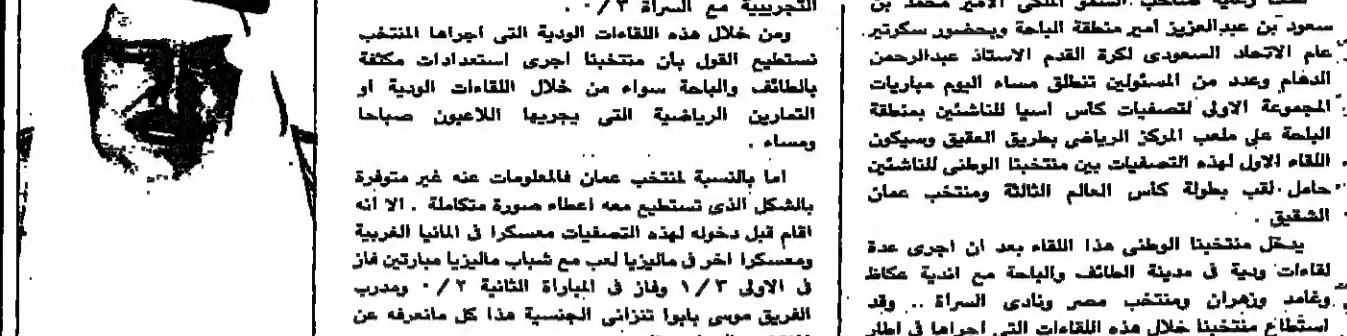 سعود بن عبدالعزيز أمير منطقة الباحة وبحضور سكرتير
عام الاتحاد السعودى لكرة القدم الاستاذ عبدالرحمن
الدهام وعدد من المسئولين تنطلق مساء اليوم مباريات
المجموعة الاولى لتصفيات كأس اسيا للناشئين بمنطقة
الباحة على ملعب المركز الرياضى بطريق العقيق وسيكون
اللقاء الاول لهذه التصفيات بين منتخبنا الوطنى للناشئين
حامل لقب بطولة كأس العالم الثالثة ومنتخب عمان
الشقيق .
يدخل منتخبنا الوطنى هذا اللقاء بعد ان اجرى عدة
لقاءات ودية فى مدينة الطائف والباحة مع اندية عكاظ
وغامد وزهران ومنتخب مصر ونادى السراة .. وقد
استطاع منتخبنا خلال هذه اللقاءات التى اجراها فى اطار
التجريبية مع السراة ٣ / ٠ .
ومن خلال هذه اللقاءات الودية التى اجراها المنتخب
نستطيع القول بأن منتخبنا اجرى استعدادات مكثفة
بالطائف والباحة سواء من خلال اللقاءات الودية او
التمارين الرياضية التى يجريها اللاعبون صباحا
ومساء .
اما بالنسبة لمنتخب عمان فالمعلومات عنه غير متوفرة
بالشكل الذى تستطيع معه اعطاء صورة متكاملة . الا انه
اقام قبل دخوله لهذه التصفيات معسكرا فى المانيا الغربية
ومعسكرا اخر فى ماليزيا لعب مع شباب ماليزيا مبارتين فاز
فى الاولى ٣ / ١ وفاز فى المباراة الثانية ٢ / ٠ ومدرب
الفريق موسى بابوا تنزانى الجنسية هذا كل مانعرفه عن